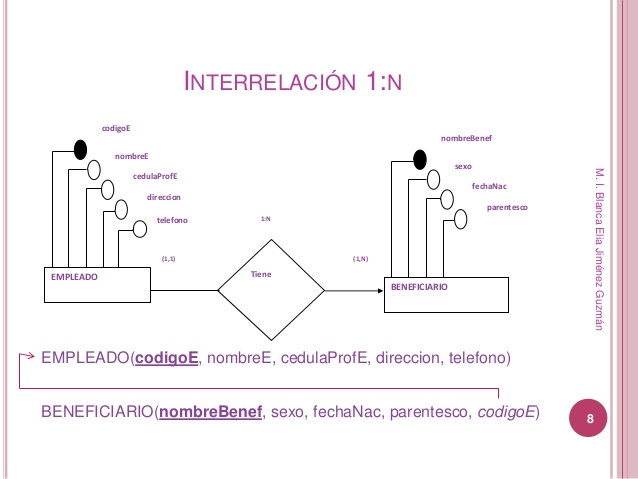 INTERRELACIÓN 1:N
codigoE
nombreE
cedulaProfE
direccion
telefono
nombreBenef
sexo
fechaNac
parentesco
1:N
(1,1)
(1,N)
EMPLEADO
Tiene
BENEFICIARIO
EMPLEADO(codigoE, nombreE, cedulaProfE, direccion, telefono)
BENEFICIARIO(nombreBenef, sexo, fechaNac, parentesco, codigoE)
M. I. Blanca Elia Jiménez Guzmán
8